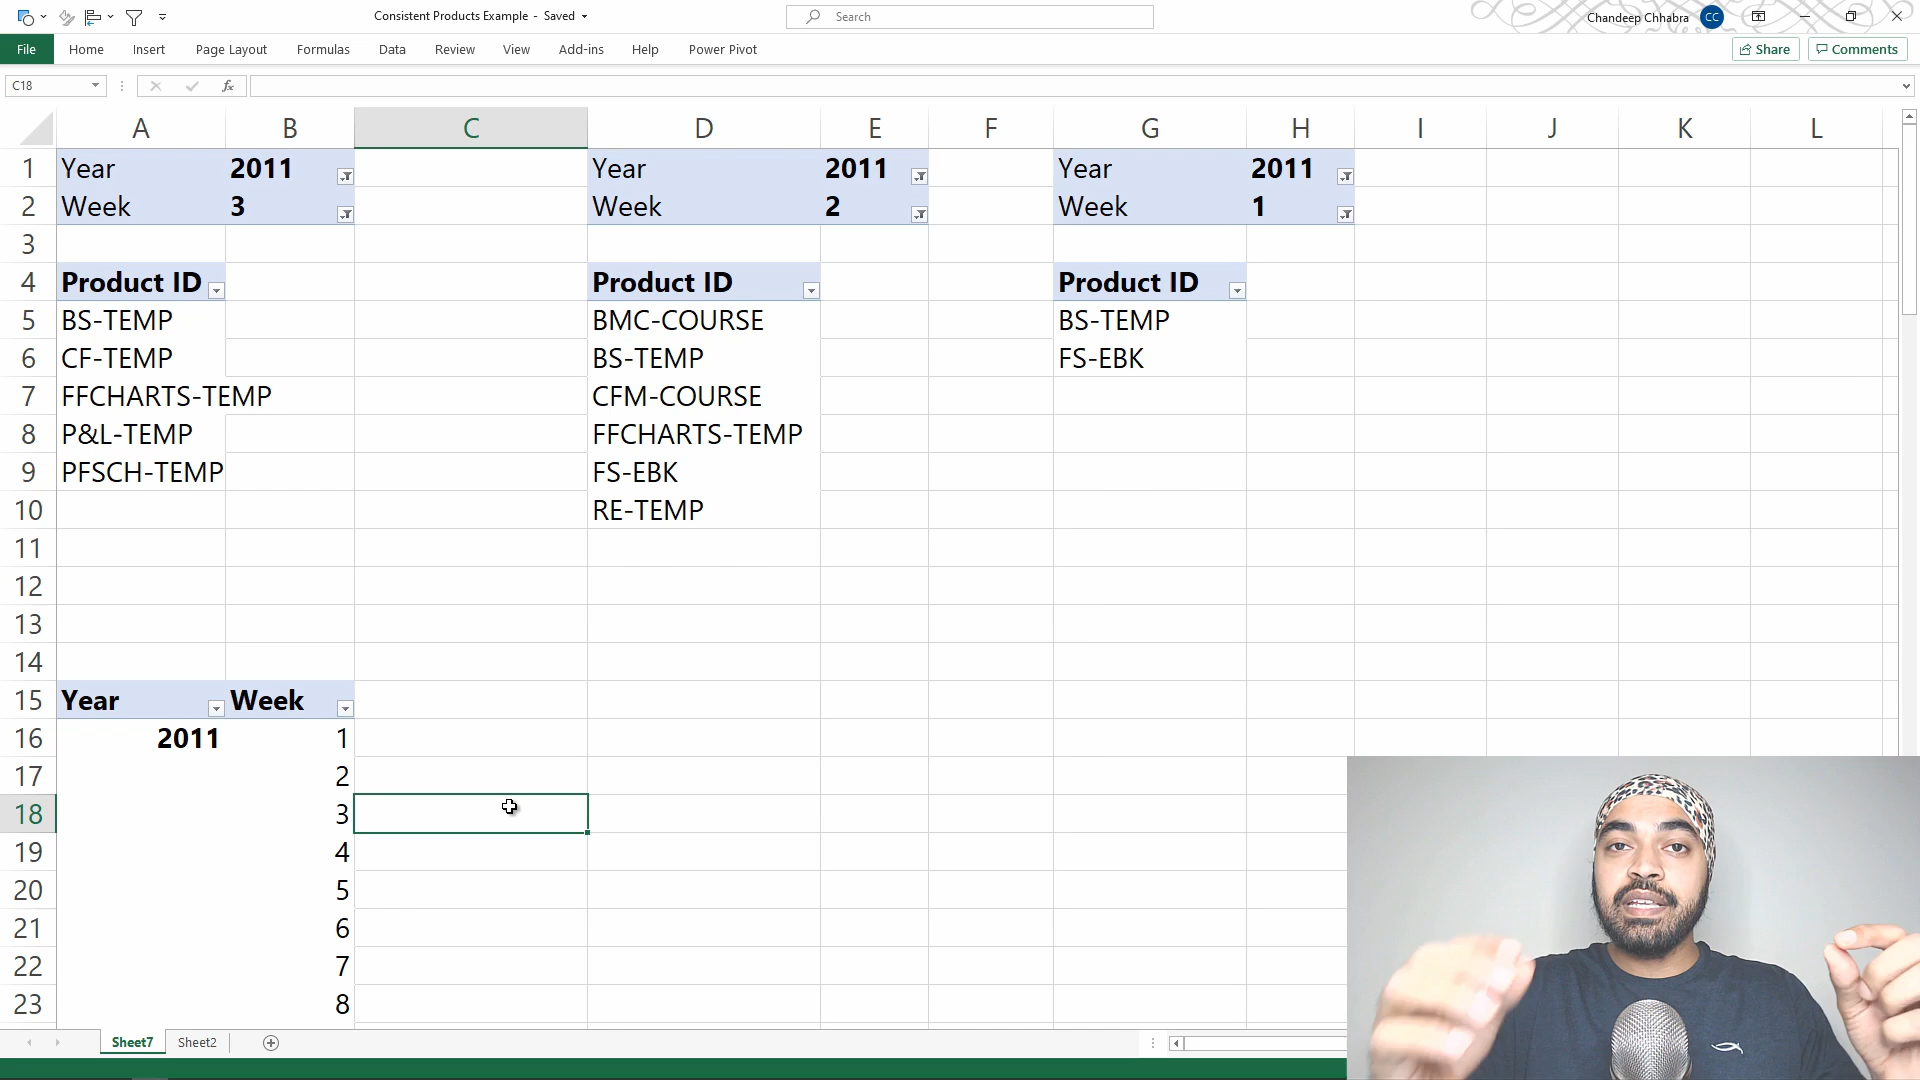 Consistent Products Example - Saved
Search
Chandeep Chhabra CC
File Home Insert Page Layout Formulas Data Review View Add-ins Help Power Pivot Share Comments
C18 fx
A B C D E F G H I J K L
1 Year 2011 Year 2011 Year 2011
2 Week 3 Week 2 Week 1
3
4 Product ID Product ID Product ID
5 BS-TEMP BMC-COURSE BS-TEMP
6 CF-TEMP BS-TEMP FS-EBK
7 FFCHARTS-TEMP CFM-COURSE
8 P&L-TEMP FFCHARTS-TEMP
9 PFSCH-TEMP FS-EBK
10 RE-TEMP
11
12
13
14
15 Year Week
16 2011 1
17 2
18 3
19 4
20 5
21 6
22 7
23 8
Sheet7 Sheet2